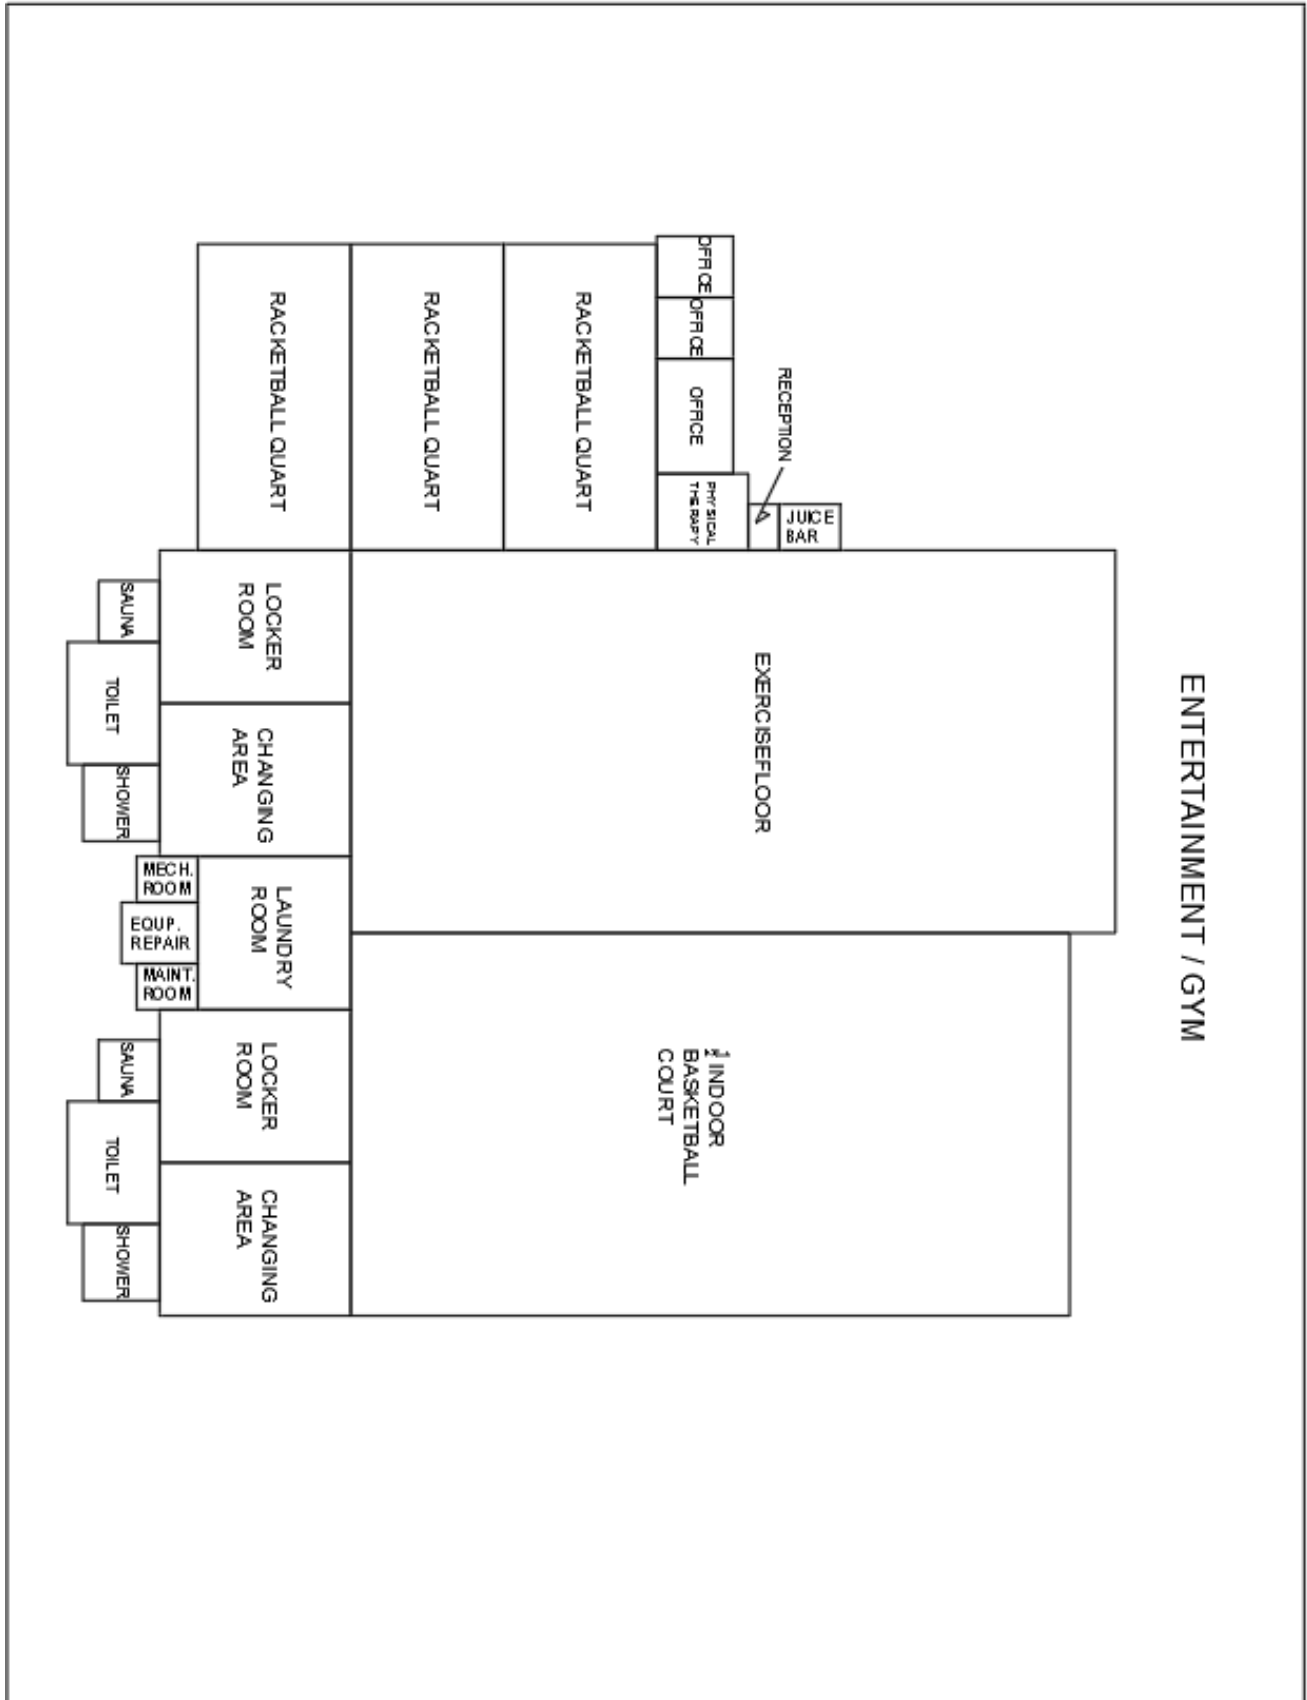 ENTERTAINMENT / GYM
RECEPTION
JUICE
BAR
OFFICE
OFFICE
OFFICE
PHYSICAL
THERAPY
EXERCISEFLOOR
½ INDOOR
BASKETBALL
COURT
RACKETBALL QUART
RACKETBALL QUART
RACKETBALL QUART
LOCKER
ROOM
CHANGING
AREA
LAUNDRY
ROOM
LOCKER
ROOM
CHANGING
AREA
SAUNA
TOILET
SHOWER
MECH.
ROOM
EQUP.
REPAIR
MAINT.
ROOM
SAUNA
TOILET
SHOWER